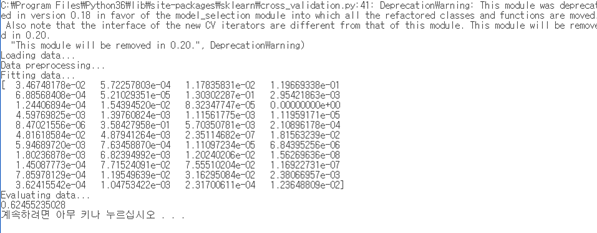 C:₩Program Files₩Python36₩lib₩site-packages₩sklearn₩cross_validation.py:41: DeprecationWarning: This module was deprecat
ed in version 0.18 in favor of the model_selection module into which all the refactored classes and functions are moved.
 Also note that the interface of the new CV iterators are different from that of this module. This module will be remove
d in 0.20.
  "This module will be removed in 0.20.", DeprecationWarning)
Loading data...
Data preprocessing...
Fitting data...
[  3.46748178e-02   5.72257803e-04   1.17835831e-02   1.19669338e-01
   6.88568408e-04   5.21029351e-05   1.30302287e-01   2.95421863e-03
   1.24406894e-04   1.54394520e-02   8.32347747e-05   0.00000000e+00
   4.59769825e-03   1.39760824e-03   1.11561775e-03   1.11959171e-05
   8.47021556e-06   3.58427958e-01   5.70350781e-03   2.10896178e-04
   4.81618584e-02   4.87941264e-03   2.35114682e-07   1.81563239e-02
   5.94689720e-03   7.63458870e-04   1.11097235e-05   6.84395256e-06
   1.80236878e-03   6.82394992e-03   1.20240206e-02   1.56269636e-08
   1.45087773e-04   7.71524091e-02   7.55510204e-02   1.16922731e-07
   7.85978129e-04   1.19549639e-02   3.16295084e-02   2.38066957e-03
   3.62415542e-04   1.04753422e-03   2.31700611e-04   1.23648809e-02]
Evaluating data...
0.62455235028
계속하려면 아무 키나 누르십시오 . . .